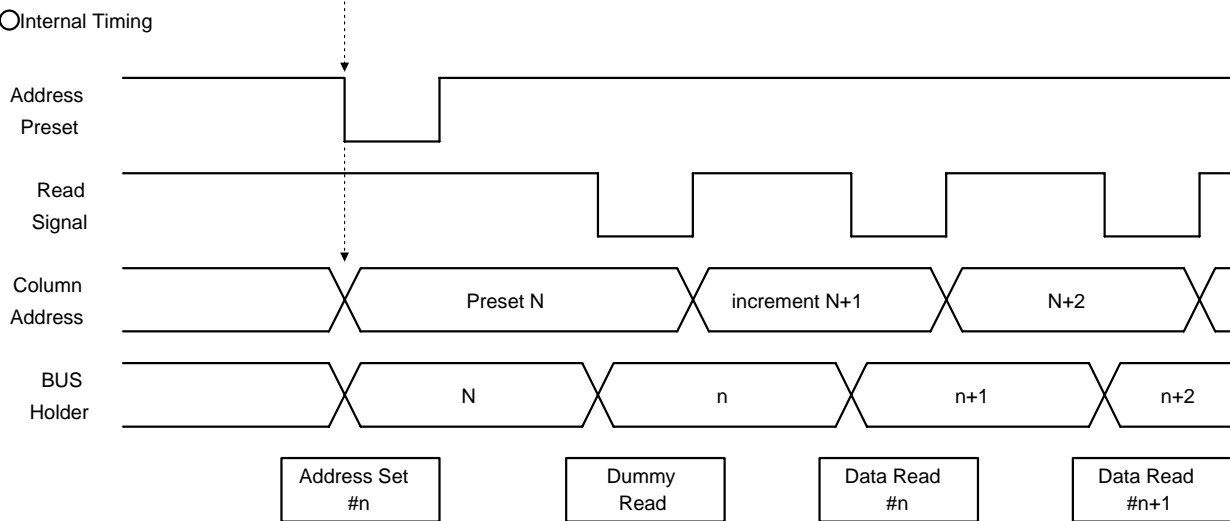 ○Internal Timing
Address
Preset
Read
Signal
Column
Address
Preset N
increment N+1
N+2
BUS
Holder
N
n
n+1
n+2
Address Set
#n
Dummy
Read
Data Read
#n
Data Read
#n+1